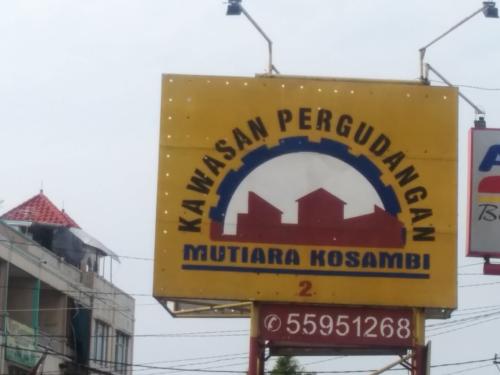 KAWASAN PERGUDANGAN
MUTIARA KOSAMBI
2
✆ 55951268